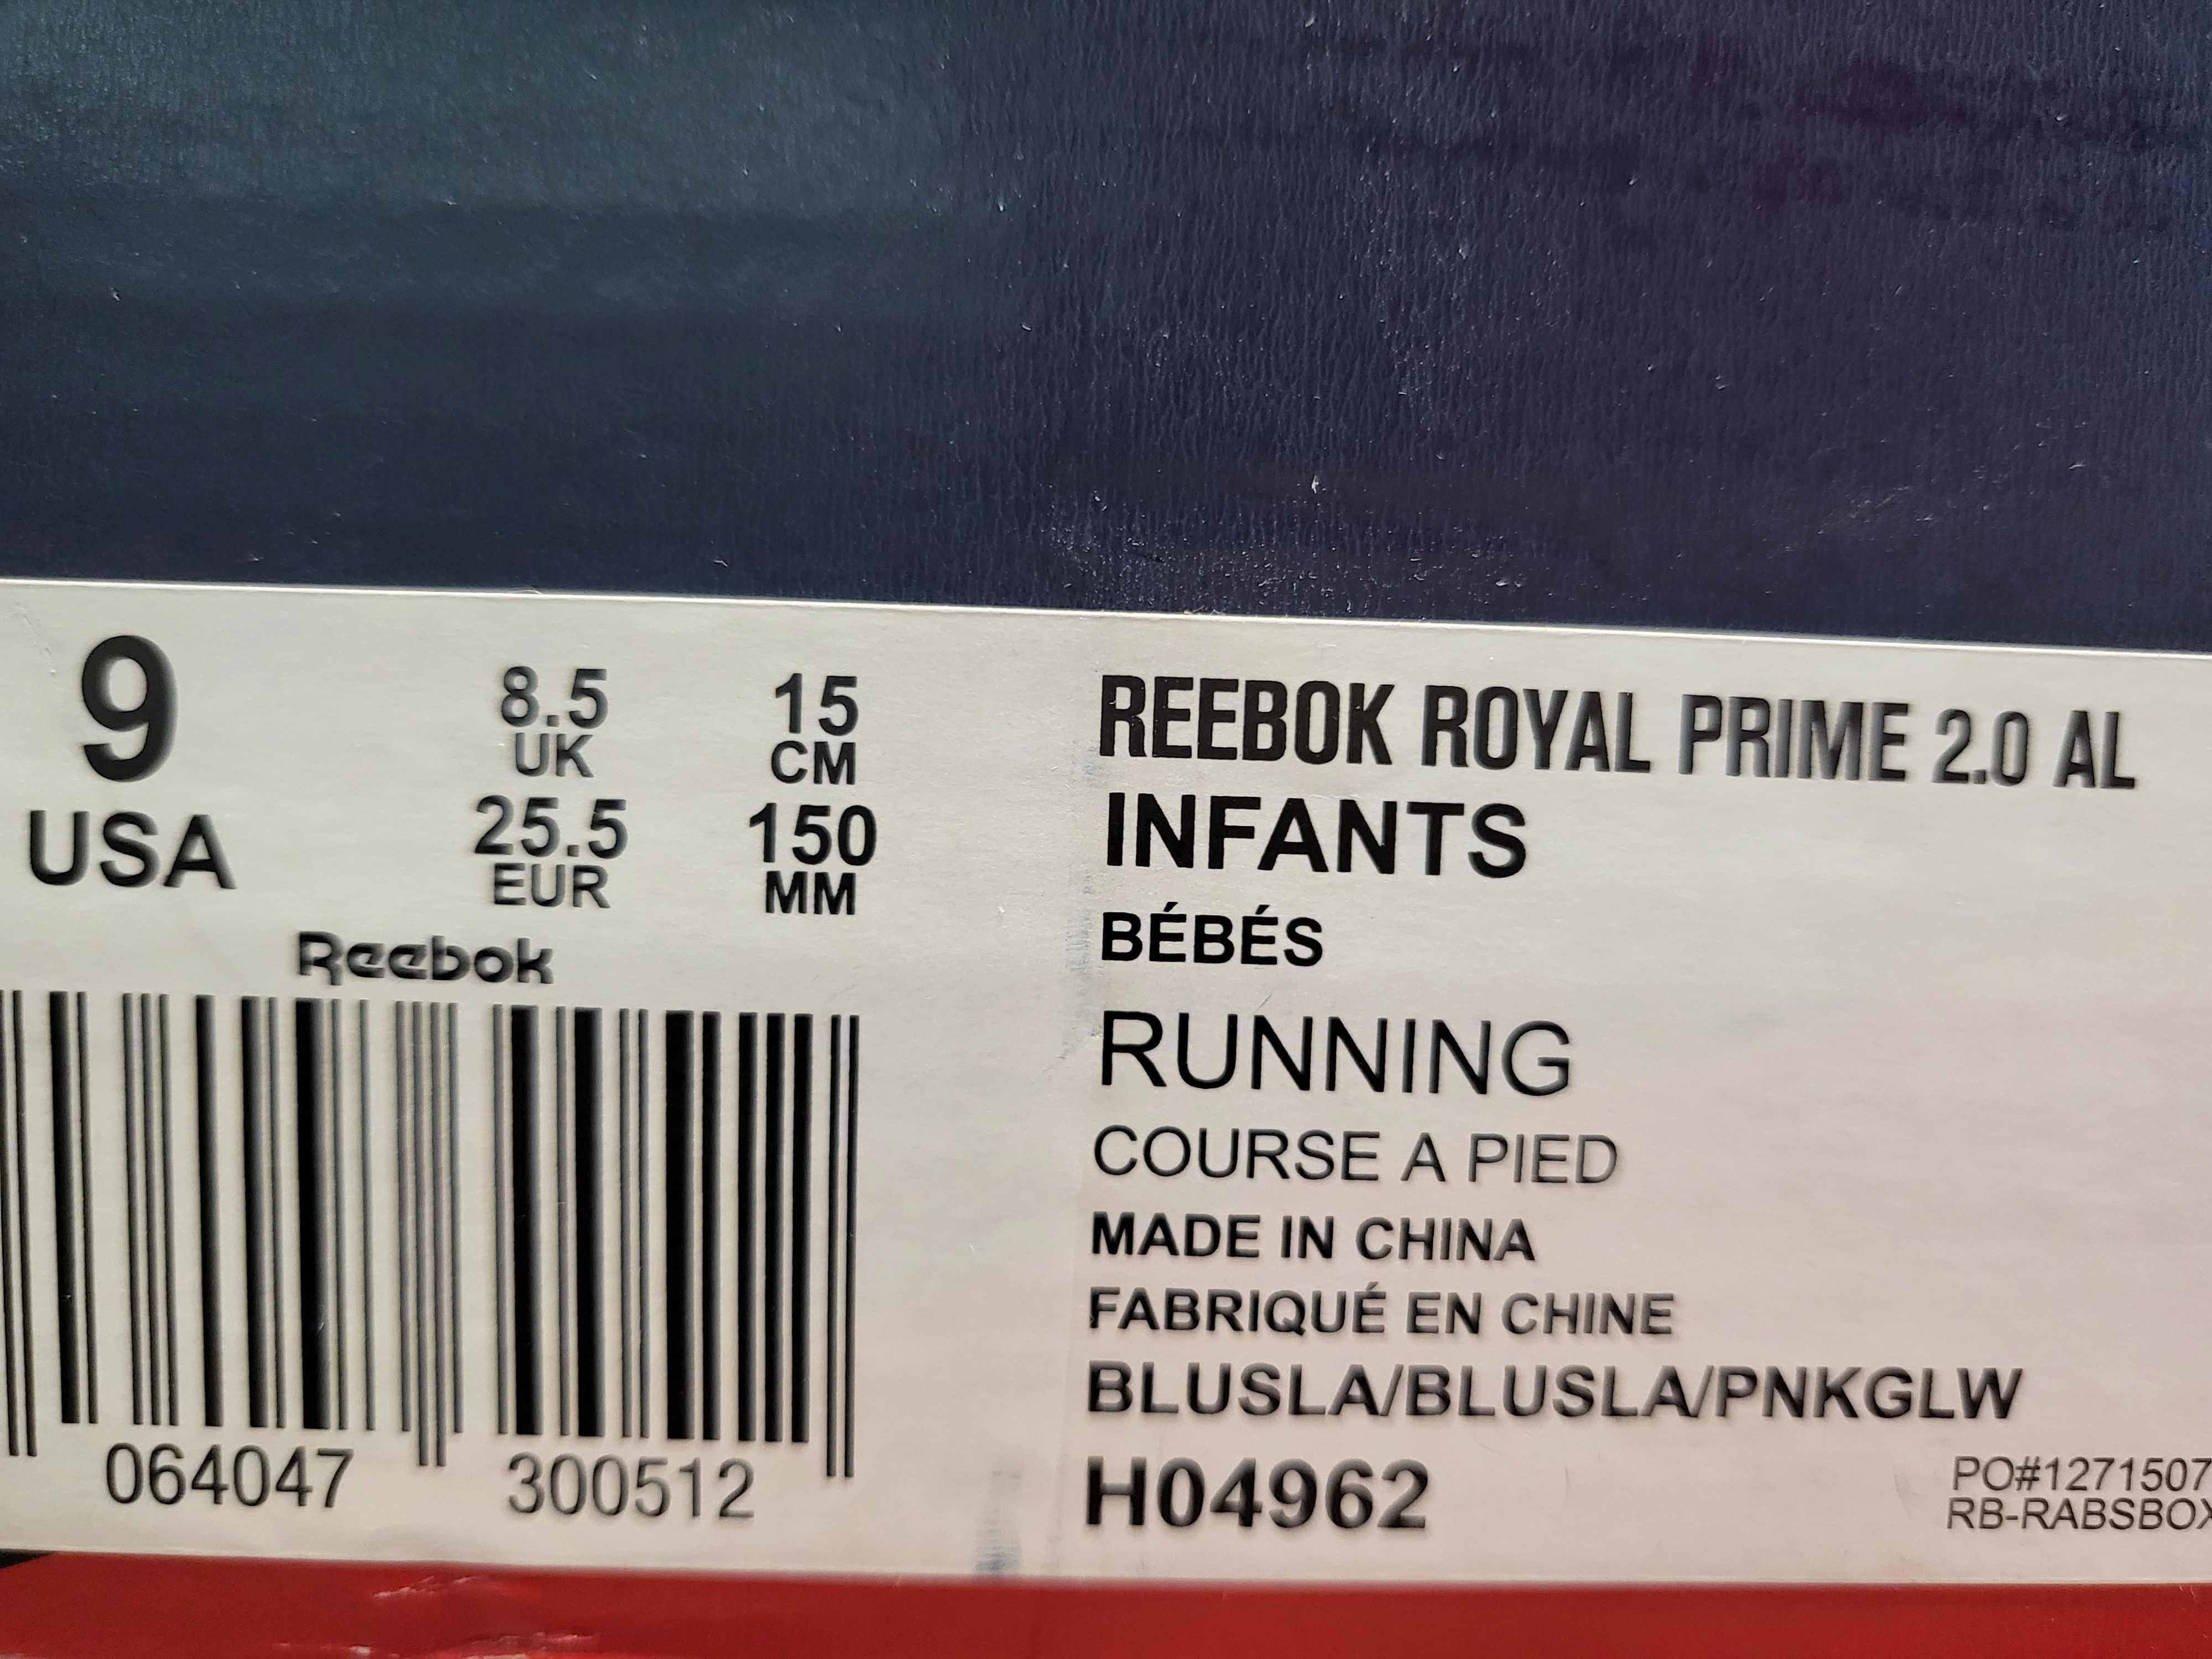 9
USA
8.5
UK
25.5
EUR
15
CM
150
MM
Reebok
064047 300512
REEBOK ROYAL PRIME 2.0 AL
INFANTS
BÉBÉS
RUNNING
COURSE A PIED
MADE IN CHINA
FABRIQUÉ EN CHINE
BLUSLA/BLUSLA/PNKGLW
H04962
PO#1271507
RB-RABSBOX